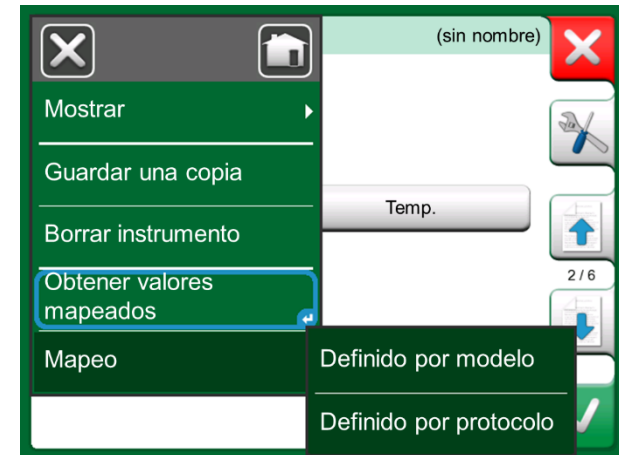 (sin nombre)
Mostrar
Guardar una copia
Temp.
Borrar instrumento
2 / 6
Obtener valores
mapeados
Mapeo
Definido por modelo
Definido por protocolo